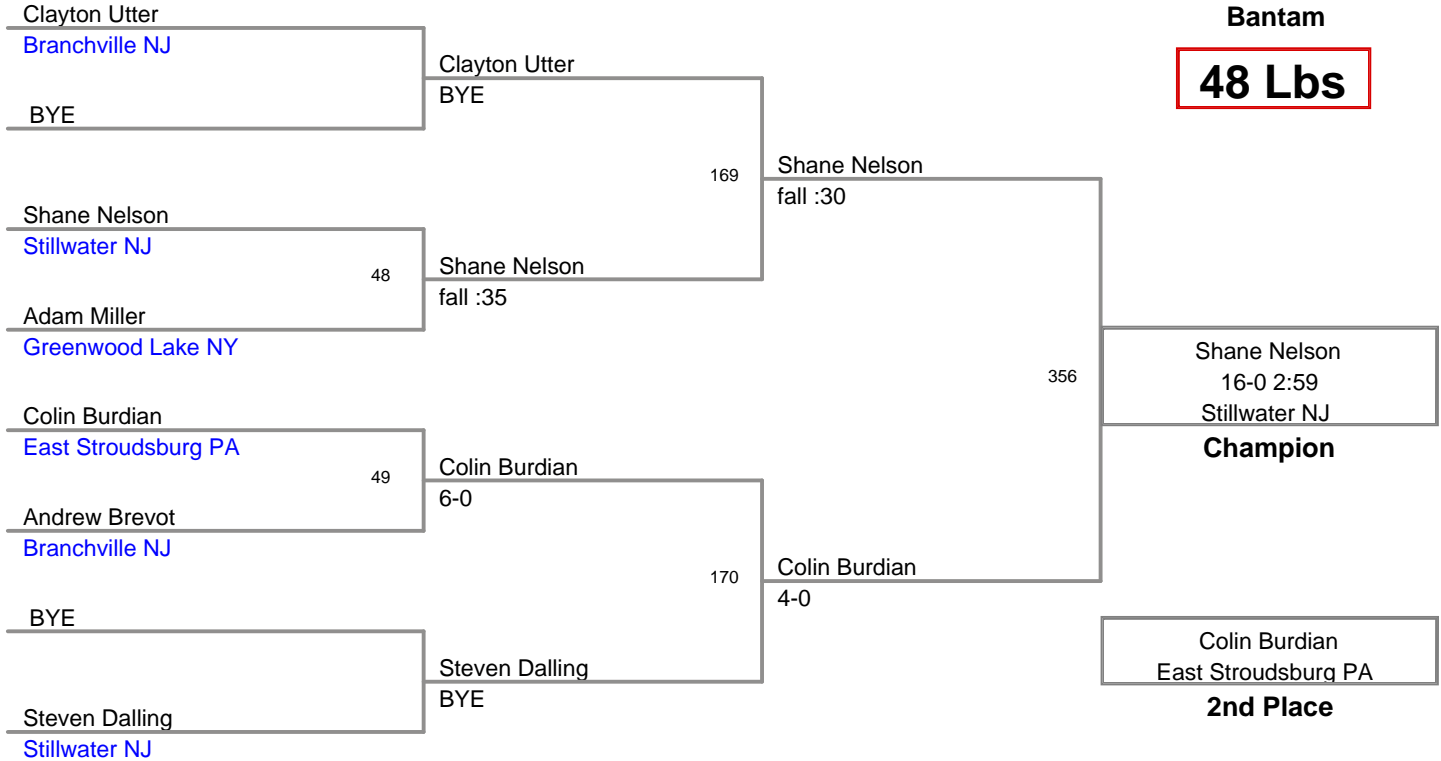 Clayton Utter
Branchville NJ
BYE
Shane Nelson
Stillwater NJ
48
Adam Miller
Greenwood Lake NY
Colin Burdian
East Stroudsburg PA
49
Andrew Brevot
Branchville NJ
BYE
Steven Dalling
Stillwater NJ
Clayton Utter
BYE
169
Shane Nelson
fall :35
Colin Burdian
6-0
170
Steven Dalling
BYE
Shane Nelson
fall :30
356
Colin Burdian
4-0
Bantam
48 Lbs
Shane Nelson
16-0 2:59
Stillwater NJ
Champion
Colin Burdian
East Stroudsburg PA
2nd Place